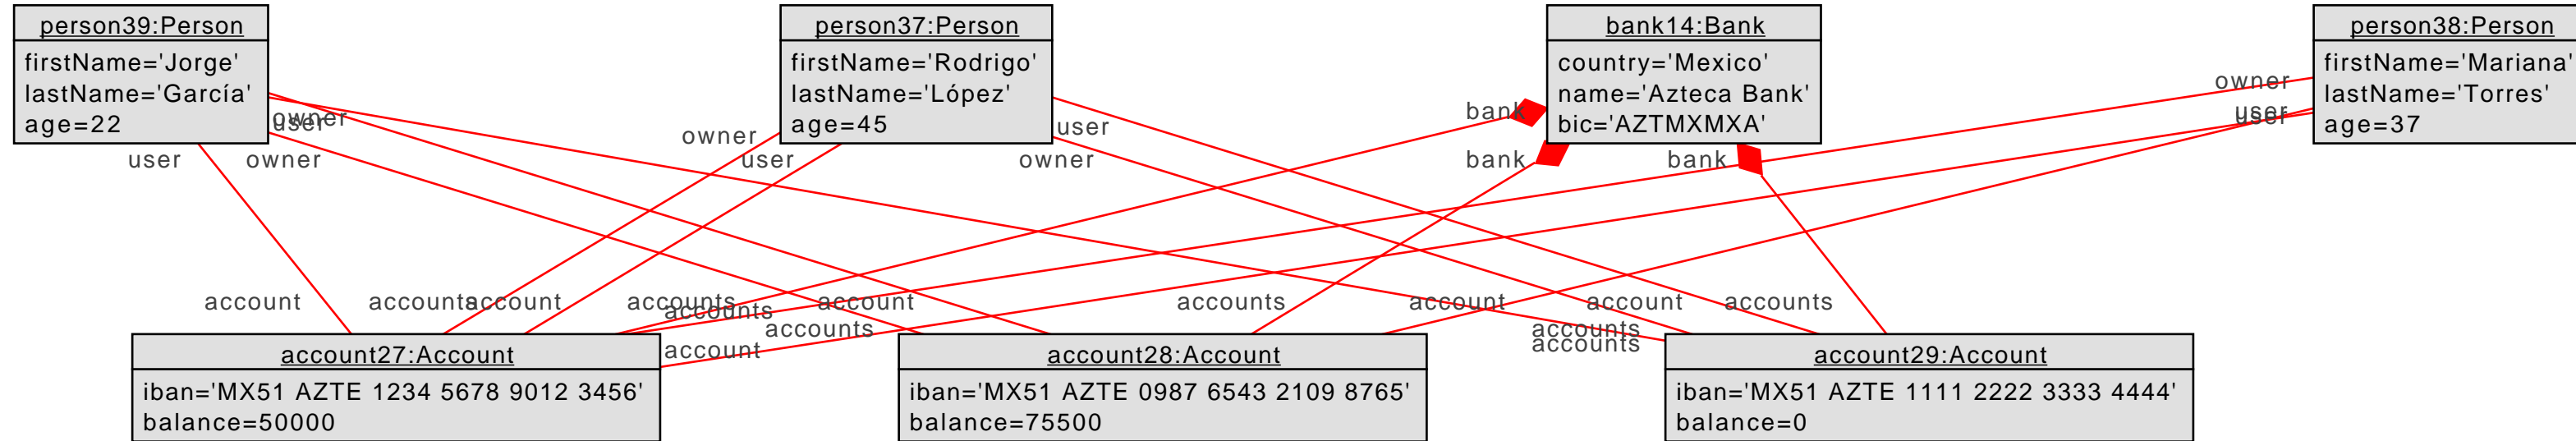 person39:Person
firstName='Jorge'
lastName='García'
age=22
person37:Person
firstName='Rodrigo'
lastName='López'
age=45
bank14:Bank
country='Mexico'
name='Azteca Bank'
bic='AZTMXMXA'
person38:Person
firstName='Mariana'
lastName='Torres'
age=37
owner
user
user
owner
owner
user
user
owner
bank
bank
bank
owner
user
user
account
accounts
account
accounts
accounts
account
accounts
account
accounts
account
account
accounts
accounts
accounts
account27:Account
iban='MX51 AZTE 1234 5678 9012 3456'
balance=50000
account28:Account
iban='MX51 AZTE 0987 6543 2109 8765'
balance=75500
account29:Account
iban='MX51 AZTE 1111 2222 3333 4444'
balance=0